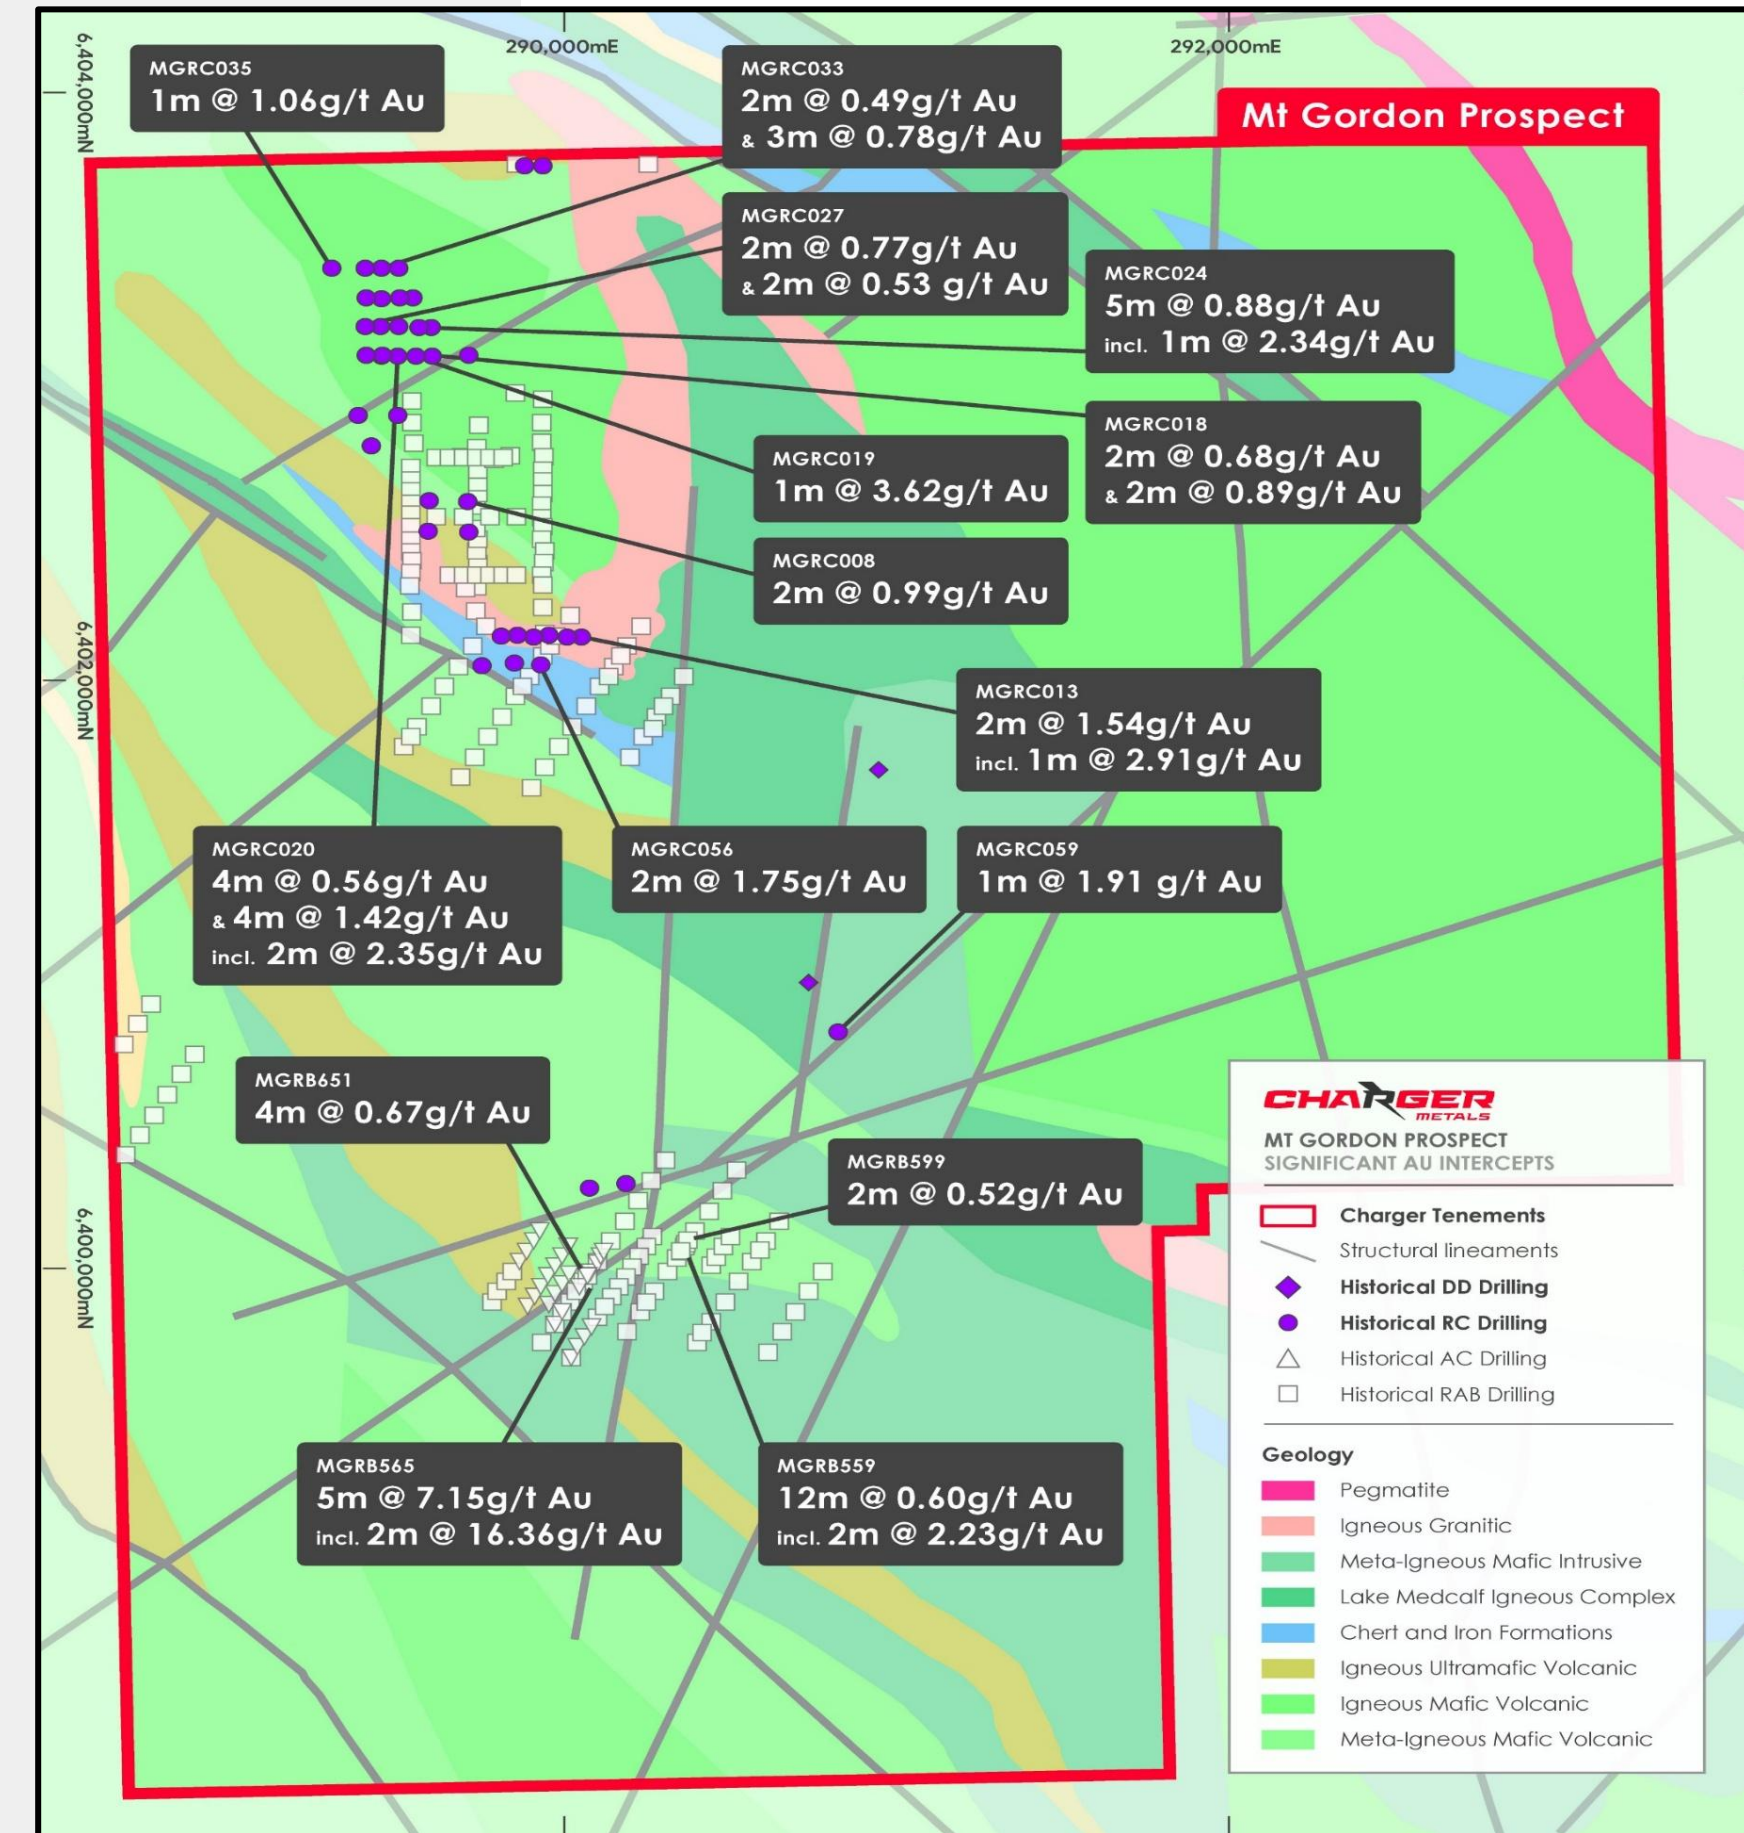 290,000mE
292,000mE
6,404,000mN
6,402,000mN
6,400,000mN
Mt Gordon Prospect
MGRC035
1m @ 1.06g/t Au
MGRC033
2m @ 0.49g/t Au
& 3m @ 0.78g/t Au
MGRC027
2m @ 0.77g/t Au
& 2m @ 0.53 g/t Au
MGRC024
5m @ 0.88g/t Au
incl. 1m @ 2.34g/t Au
MGRC018
2m @ 0.68g/t Au
& 2m @ 0.89g/t Au
MGRC019
1m @ 3.62g/t Au
MGRC008
2m @ 0.99g/t Au
MGRC013
2m @ 1.54g/t Au
incl. 1m @ 2.91g/t Au
MGRC020
4m @ 0.56g/t Au
& 4m @ 1.42g/t Au
incl. 2m @ 2.35g/t Au
MGRC056
2m @ 1.75g/t Au
MGRC059
1m @ 1.91 g/t Au
MGRB651
4m @ 0.67g/t Au
MGRB599
2m @ 0.52g/t Au
MGRB565
5m @ 7.15g/t Au
incl. 2m @ 16.36g/t Au
MGRB559
12m @ 0.60g/t Au
incl. 2m @ 2.23g/t Au
CHARGER
METALS
MT GORDON PROSPECT
SIGNIFICANT AU INTERCEPTS
Charger Tenements
Structural lineaments
Historical DD Drilling
Historical RC Drilling
Historical AC Drilling
Historical RAB Drilling
Geology
Pegmatite
Igneous Granitic
Meta-Igneous Mafic Intrusive
Lake Medcalf Igneous Complex
Chert and Iron Formations
Igneous Ultramafic Volcanic
Igneous Mafic Volcanic
Meta-Igneous Mafic Volcanic